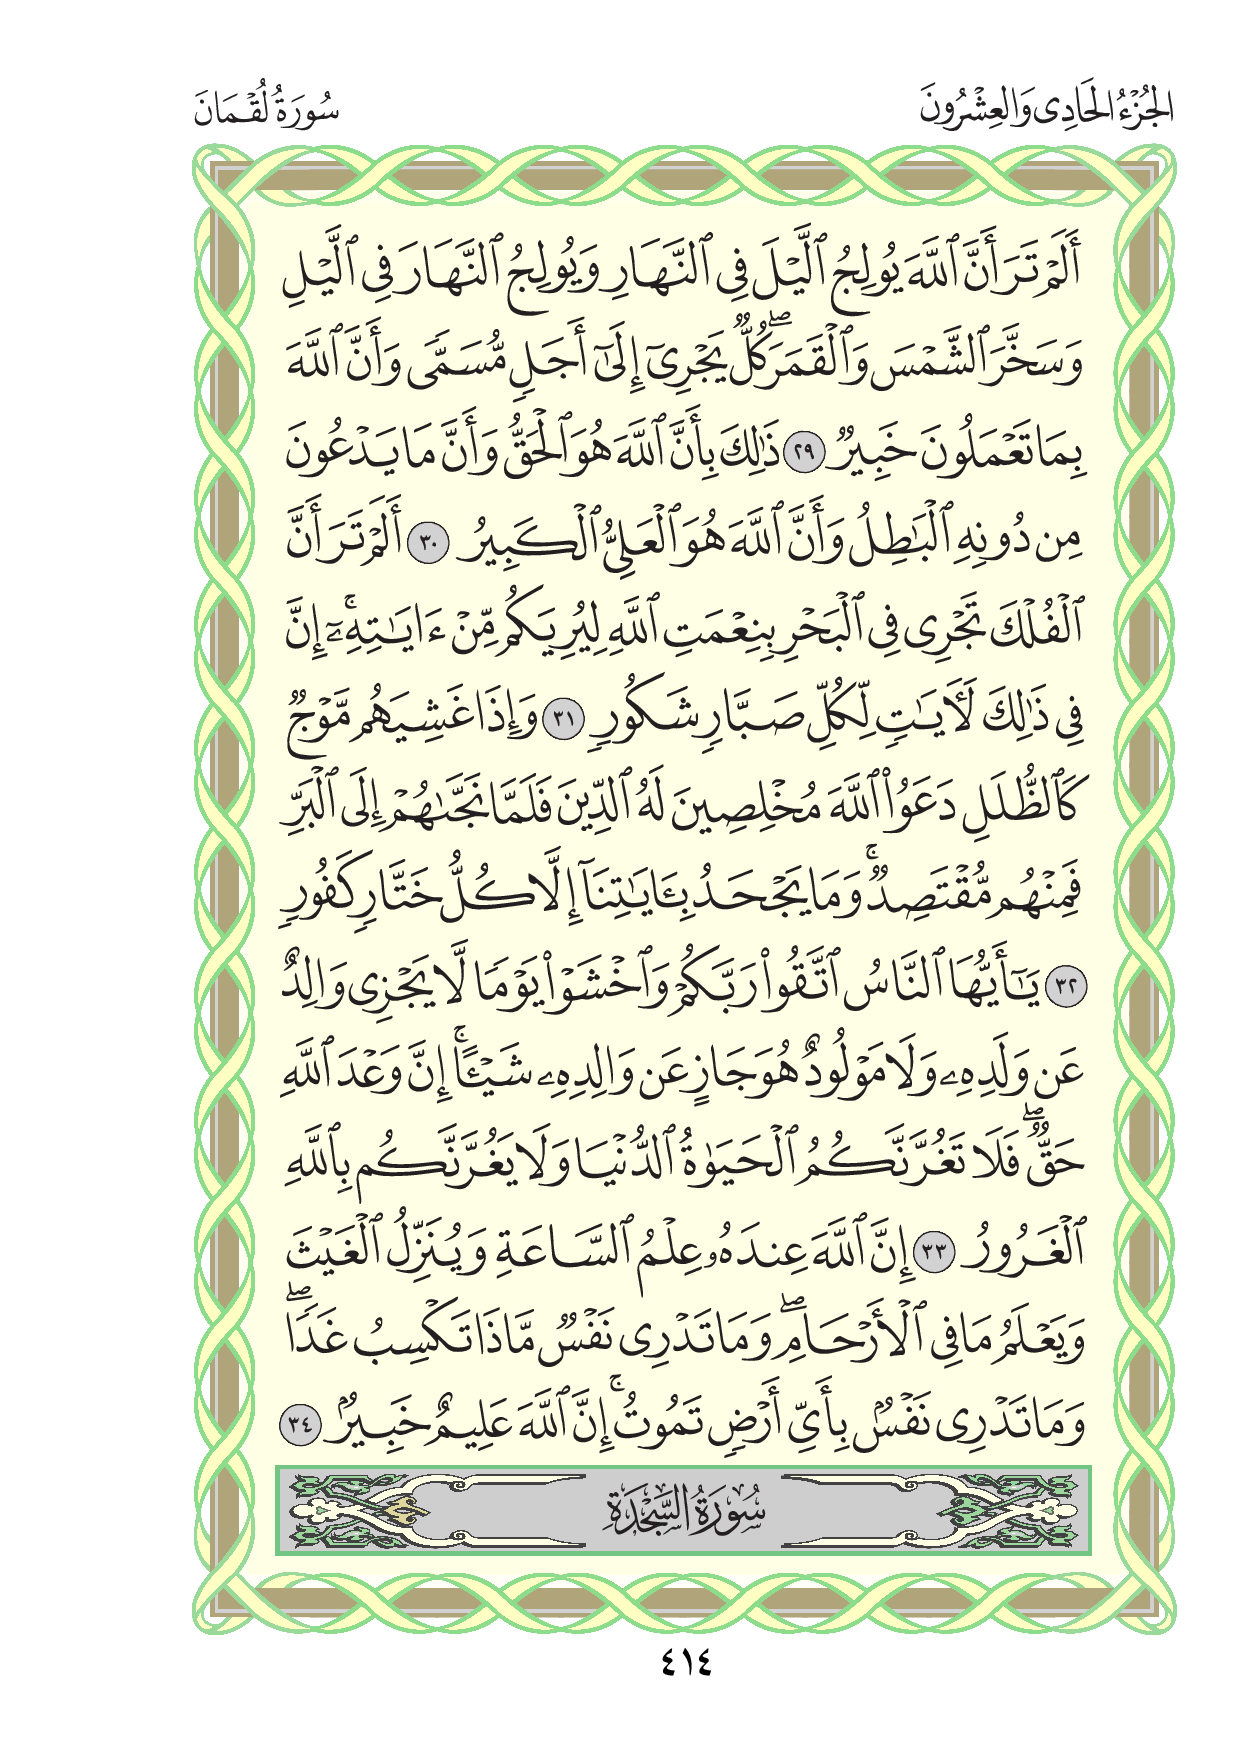 الجُزْءُ الحَادِى وَالعِشْرُونَ
سُورَةُ لُقْمَانَ
أَلَمْ تَرَ أَنَّ ٱللَّهَ يُولِجُ ٱلَّيْلَ فِى ٱلنَّهَارِ وَيُولِجُ ٱلنَّهَارَ فِى ٱلَّيْلِ
وَسَخَّرَ ٱلشَّمْسَ وَٱلْقَمَرَۖ كُلٌّ يَجْرِىٓ إِلَىٰٓ أَجَلٍ مُّسَمًّى وَأَنَّ ٱللَّهَ
بِمَا تَعْمَلُونَ خَبِيرٌ ٢٩ ذَٰلِكَ بِأَنَّ ٱللَّهَ هُوَ ٱلْحَقُّ وَأَنَّ مَا يَدْعُونَ
مِن دُونِهِ ٱلْبَٰطِلُ وَأَنَّ ٱللَّهَ هُوَ ٱلْعَلِىُّ ٱلْكَبِيرُ ٣٠ أَلَمْ تَرَ أَنَّ
ٱلْفُلْكَ تَجْرِى فِى ٱلْبَحْرِ بِنِعْمَتِ ٱللَّهِ لِيُرِيَكُم مِّنْ ءَايَٰتِهِۦٓۚ إِنَّ
فِى ذَٰلِكَ لَءَايَٰتٍ لِّكُلِّ صَبَّارٍ شَكُورٍ ٣١ وَإِذَا غَشِيَهُم مَّوْجٌ
كَٱلظُّلَلِ دَعَوُا۟ ٱللَّهَ مُخْلِصِينَ لَهُ ٱلدِّينَ فَلَمَّا نَجَّىٰهُمْ إِلَى ٱلْبَرِّ
فَمِنْهُم مُّقْتَصِدٌۚ وَمَا يَجْحَدُ بِـَٔايَٰتِنَآ إِلَّا كُلُّ خَتَّارٍ كَفُورٍ
٣٢ يَٰٓأَيُّهَا ٱلنَّاسُ ٱتَّقُوا۟ رَبَّكُمْ وَٱخْشَوْا۟ يَوْمًا لَّا يَجْزِى وَالِدٌ
عَن وَلَدِهِۦ وَلَا مَوْلُودٌ هُوَ جَازٍ عَن وَالِدِهِۦ شَيْـًٔاۚ إِنَّ وَعْدَ ٱللَّهِ
حَقٌّۖ فَلَا تَغُرَّنَّكُمُ ٱلْحَيَوٰةُ ٱلدُّنْيَا وَلَا يَغُرَّنَّكُم بِٱللَّهِ
ٱلْغَرُورُ ٣٣ إِنَّ ٱللَّهَ عِندَهُۥ عِلْمُ ٱلسَّاعَةِ وَيُنَزِّلُ ٱلْغَيْثَ
وَيَعْلَمُ مَا فِى ٱلْأَرْحَامِۖ وَمَا تَدْرِى نَفْسٌ مَّاذَا تَكْسِبُ غَدًاۖ
وَمَا تَدْرِى نَفْسٌۢ بِأَىِّ أَرْضٍ تَمُوتُۚ إِنَّ ٱللَّهَ عَلِيمٌ خَبِيرٌۢ ٣٤
سُورَةُ السَّجْدَةِ
٤١٤